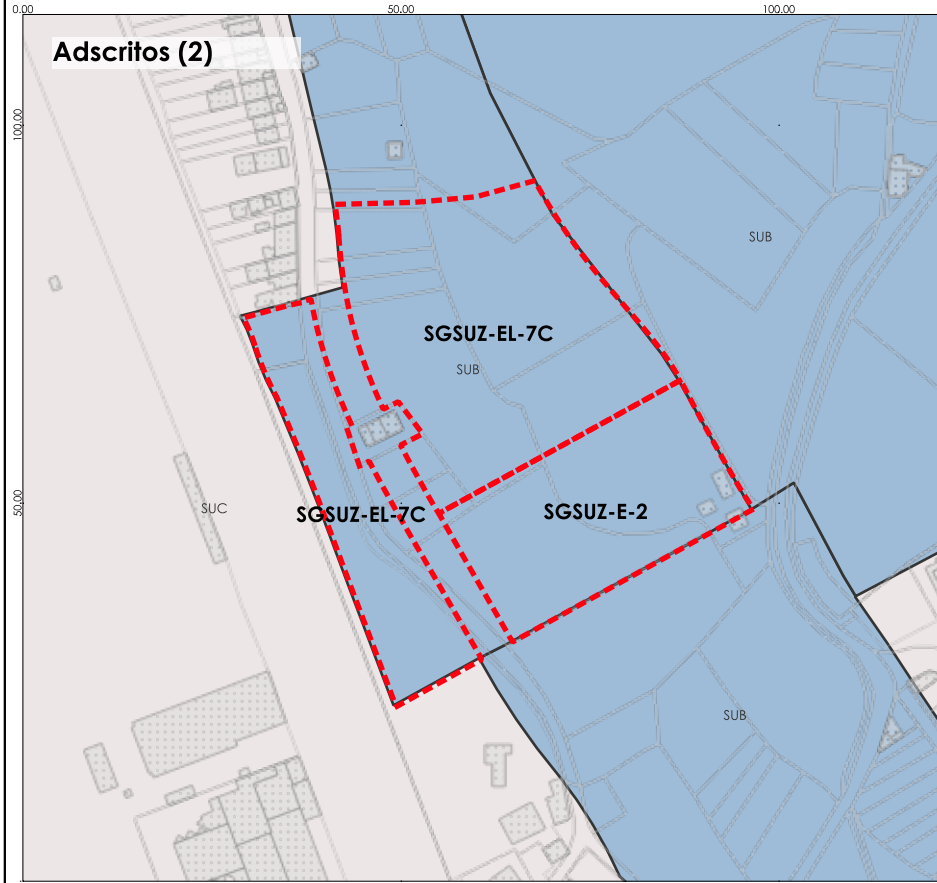 0.00 50.00 100.00
Adscritos (2)
100.00
SUB
SGSUZ-EL-7C
SUB
50.00
SUC
SGSUZ-EL-7C
SGSUZ-E-2
SUB